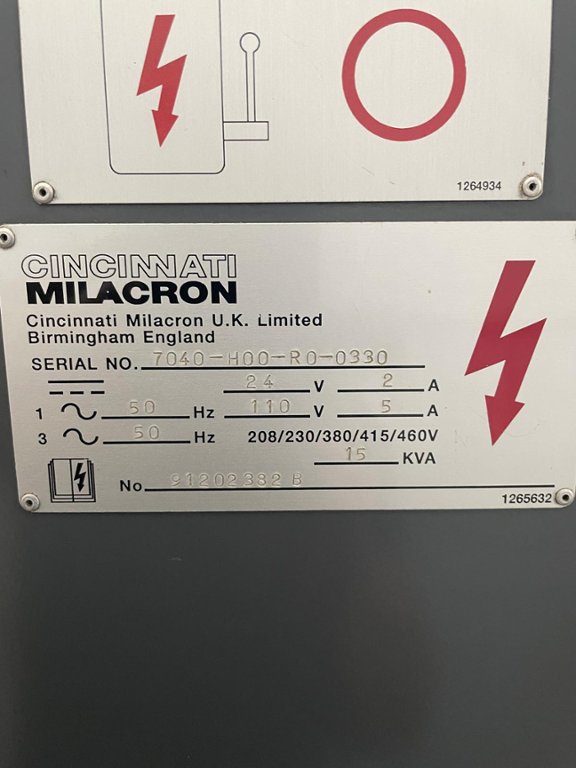 1264934
CINCINNATI
MILACRON
Cincinnati Milacron U.K. Limited
Birmingham England
SERIAL NO. 7040-H00-R0-0330
24 V 2 A
1 50 Hz 110 V 5 A
3 50 Hz 208/230/380/415/460V
15 KVA
No 91202382 B
1265632